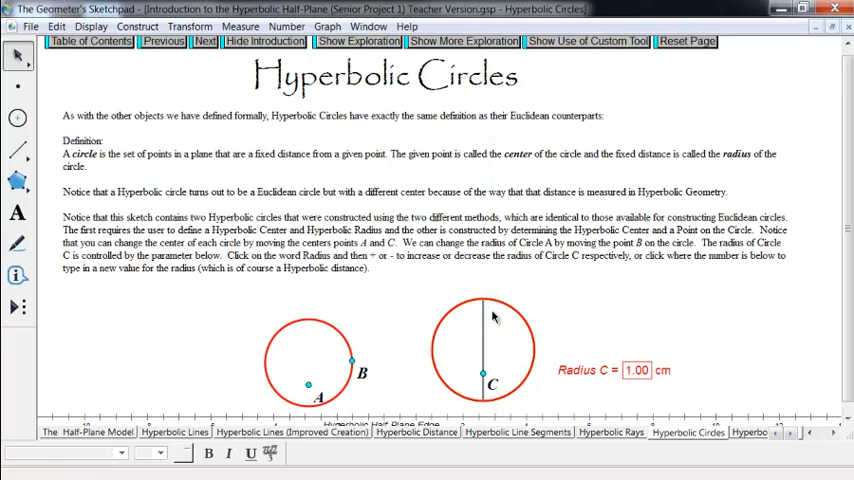 The Geometer's Sketchpad - [Introduction to the Hyperbolic Half-Plane (Senior Project 1) Teacher Version.gsp - Hyperbolic Circles]
File Edit Display Construct Transform Measure Number Graph Window Help
Table of Contents Previous Next Hide Introduction Show Exploration Show More Exploration Show Use of Custom Tool Reset Page
Hyperbolic Circles
As with the other objects we have defined formally, Hyperbolic Circles have exactly the same definition as their Euclidean counterparts:
Definition:
A circle is the set of points in a plane that are a fixed distance from a given point. The given point is called the center of the circle and the fixed distance is called the radius of the
circle.
Notice that a Hyperbolic circle turns out to be a Euclidean circle but with a different center because of the way that that distance is measured in Hyperbolic Geometry.
Notice that this sketch contains two Hyperbolic circles that were constructed using the two different methods, which are identical to those available for constructing Euclidean circles.
The first requires the user to define a Hyperbolic Center and Hyperbolic Radius and the other is constructed by determining the Hyperbolic Center and a Point on the Circle. Notice
that you can change the center of each circle by moving the centers points A and C. We can change the radius of Circle A by moving the point B on the circle. The radius of Circle
C is controlled by the parameter below. Click on the word Radius and then + or - to increase or decrease the radius of Circle C respectively, or click where the number is below to
type in a new value for the radius (which is of course a Hyperbolic distance).
B
A
C
Radius C = 1.00 cm
Hyperbolic Half Plane Edge
The Half-Plane Model Hyperbolic Lines Hyperbolic Lines (Improved Creation) Hyperbolic Distance Hyperbolic Line Segments Hyperbolic Rays Hyperbolic Circles Hyperbo
A
B I U